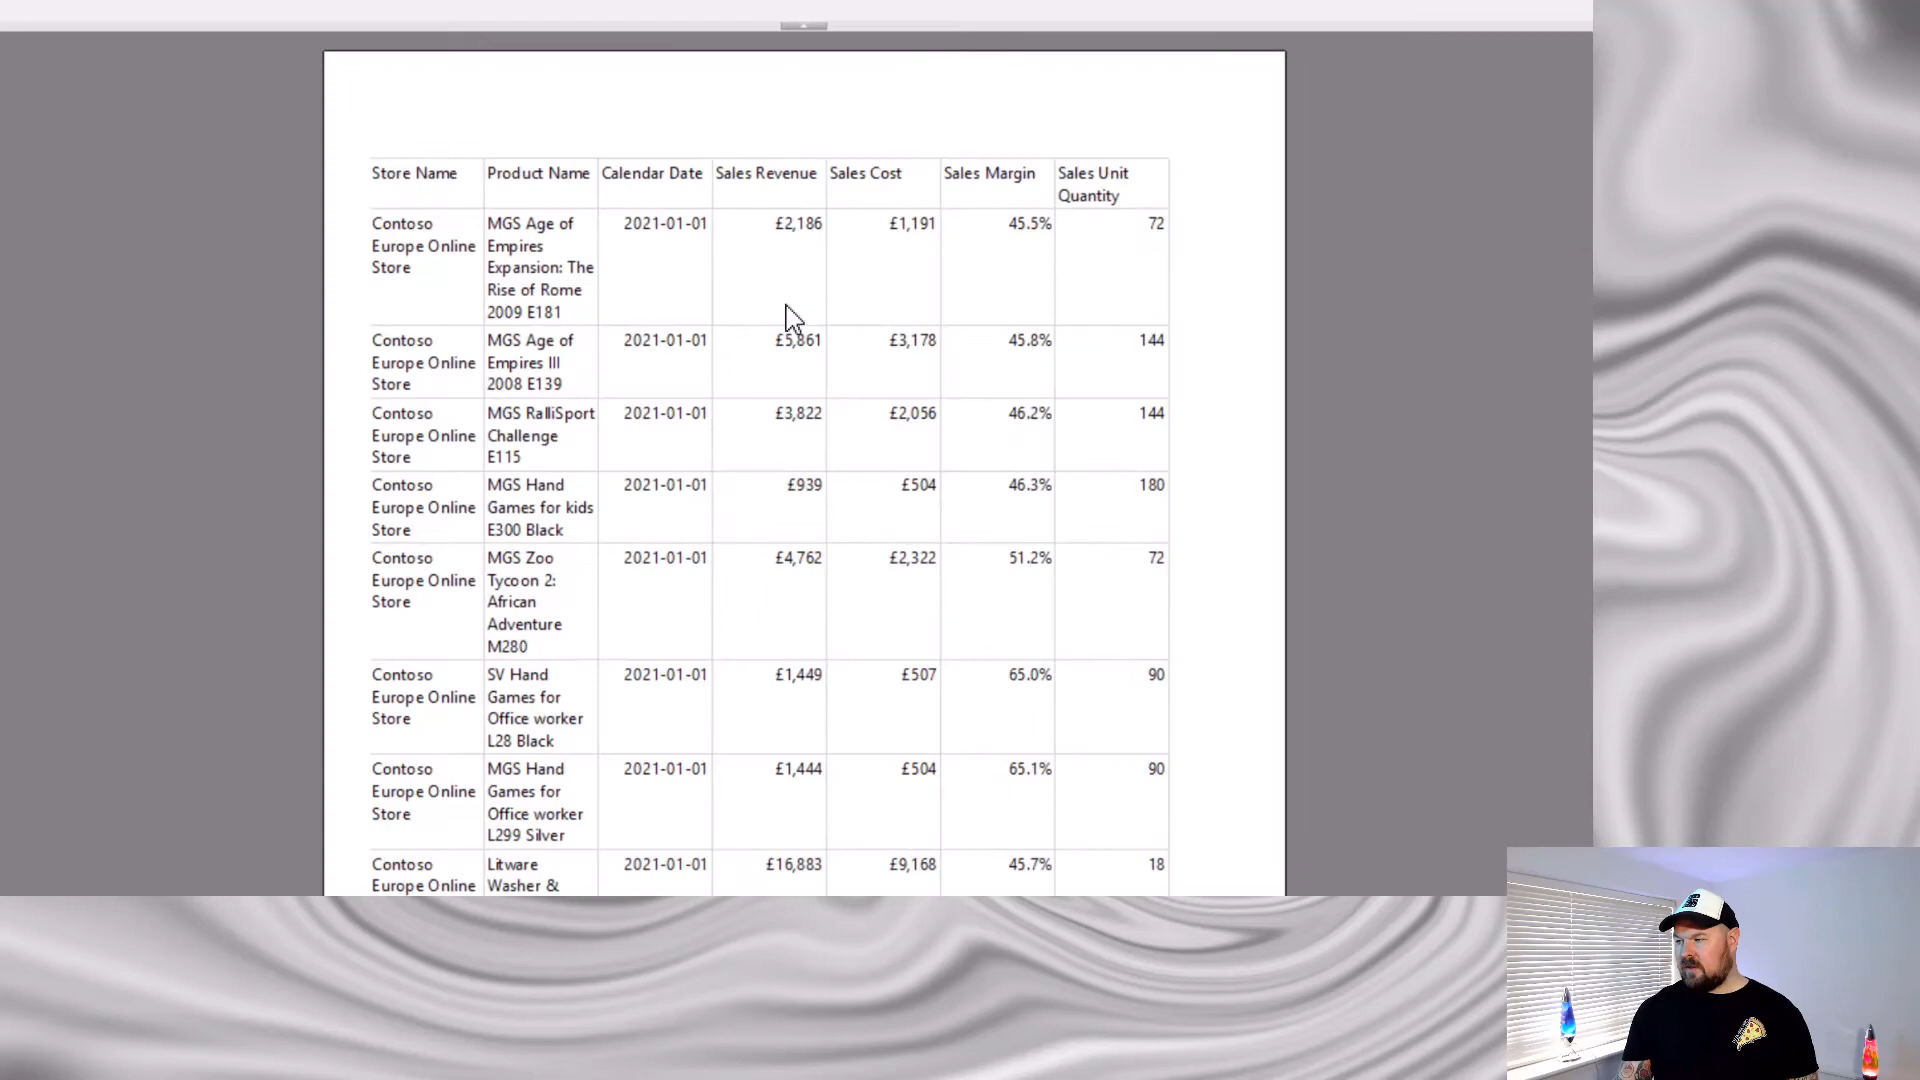 Store Name Product Name Calendar Date Sales Revenue Sales Cost Sales Margin Sales Unit
Quantity
Contoso MGS Age of 2021-01-01 £2,186 £1,191 45.5% 72
Europe Online Empires
Store Expansion: The
Rise of Rome
2009 E181
Contoso MGS Age of 2021-01-01 £5,861 £3,178 45.8% 144
Europe Online Empires III
Store 2008 E139
Contoso MGS RalliSport 2021-01-01 £3,822 £2,056 46.2% 144
Europe Online Challenge
Store E115
Contoso MGS Hand 2021-01-01 £939 £504 46.3% 180
Europe Online Games for kids
Store E300 Black
Contoso MGS Zoo 2021-01-01 £4,762 £2,322 51.2% 72
Europe Online Tycoon 2:
Store African
Adventure
M280
Contoso SV Hand 2021-01-01 £1,449 £507 65.0% 90
Europe Online Games for
Store Office worker
L28 Black
Contoso MGS Hand 2021-01-01 £1,444 £504 65.1% 90
Europe Online Games for
Store Office worker
L299 Silver
Contoso Litware 2021-01-01 £16,883 £9,168 45.7% 18
Europe Online Washer &